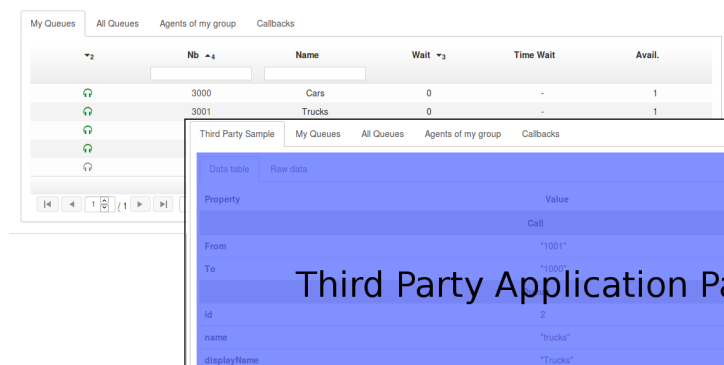 My Queues All Queues Agents of my group Callbacks
2 Nb 4 Name Wait 3 Time Wait Avail.
3000 Cars 0 - 1
3001 Trucks 0 - 1
1 / 1
Third Party Sample My Queues All Queues Agents of my group Callbacks
Data table Raw data
Property Value
Call
From "1001"
To "1000"
Third Party Application Pa
id 2
name "trucks"
displayName "Trucks"